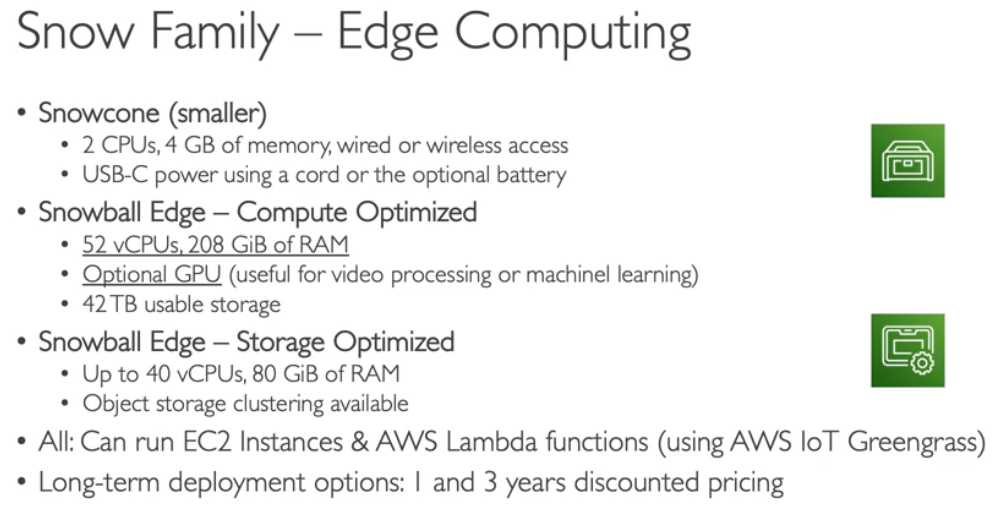 Snow Family – Edge Computing
• Snowcone (smaller)
• 2 CPUs, 4 GB of memory, wired or wireless access
• USB-C power using a cord or the optional battery
• Snowball Edge – Compute Optimized
• 52 vCPUs, 208 GiB of RAM
• Optional GPU (useful for video processing or machinel learning)
• 42 TB usable storage
• Snowball Edge – Storage Optimized
• Up to 40 vCPUs, 80 GiB of RAM
• Object storage clustering available
• All: Can run EC2 Instances & AWS Lambda functions (using AWS IoT Greengrass)
• Long-term deployment options: 1 and 3 years discounted pricing